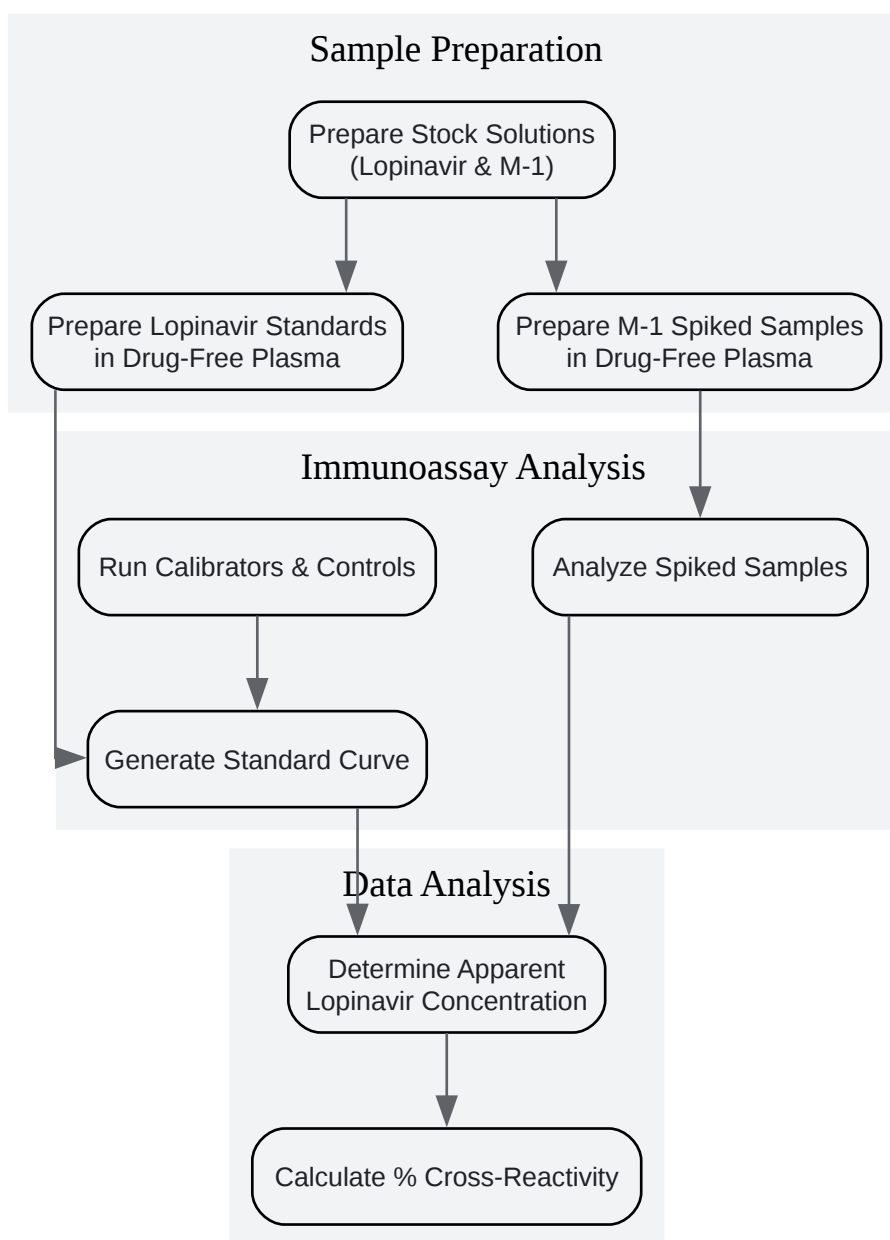 Sample Preparation
Prepare Stock Solutions
(Lopinavir & M-1)
Prepare Lopinavir Standards
in Drug-Free Plasma
Prepare M-1 Spiked Samples
in Drug-Free Plasma
Immunoassay Analysis
Run Calibrators & Controls
Analyze Spiked Samples
Generate Standard Curve
Data Analysis
Determine Apparent
Lopinavir Concentration
Calculate % Cross-Reactivity